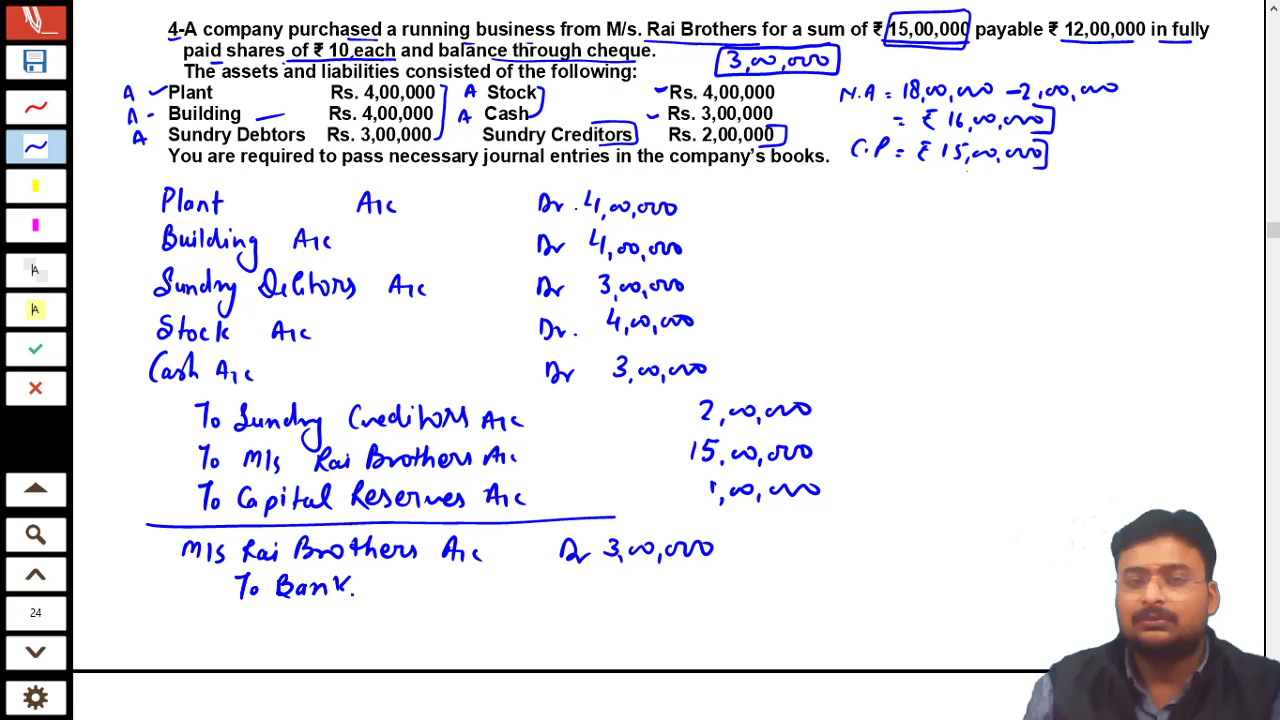 4-A company purchased a running business from M/s. Rai Brothers for a sum of ₹ 15,00,000 payable ₹ 12,00,000 in fully
paid shares of ₹ 10 each and balance through cheque.
3,00,000
The assets and liabilities consisted of the following:
A Plant Rs. 4,00,000 A Stock Rs. 4,00,000
A Building Rs. 4,00,000 A Cash Rs. 3,00,000
A Sundry Debtors Rs. 3,00,000 Sundry Creditors Rs. 2,00,000
You are required to pass necessary journal entries in the company's books.
N.A = 18,00,000 - 2,00,000
= ₹ 16,00,000
C.P = ₹ 15,00,000
Plant A/c Dr. 4,00,000
Building A/c Dr 4,00,000
Sundry Debitors A/c Dr 3,00,000
Stock A/c Dr. 4,00,000
Cash A/c Dr 3,00,000
To Sundry Creditors A/c 2,00,000
To M/s Rai Brothers A/c 15,00,000
To Capital Reserves A/c 1,00,000
M/s Rai Brothers A/c Dr 3,00,000
To Bank.
A
A
24